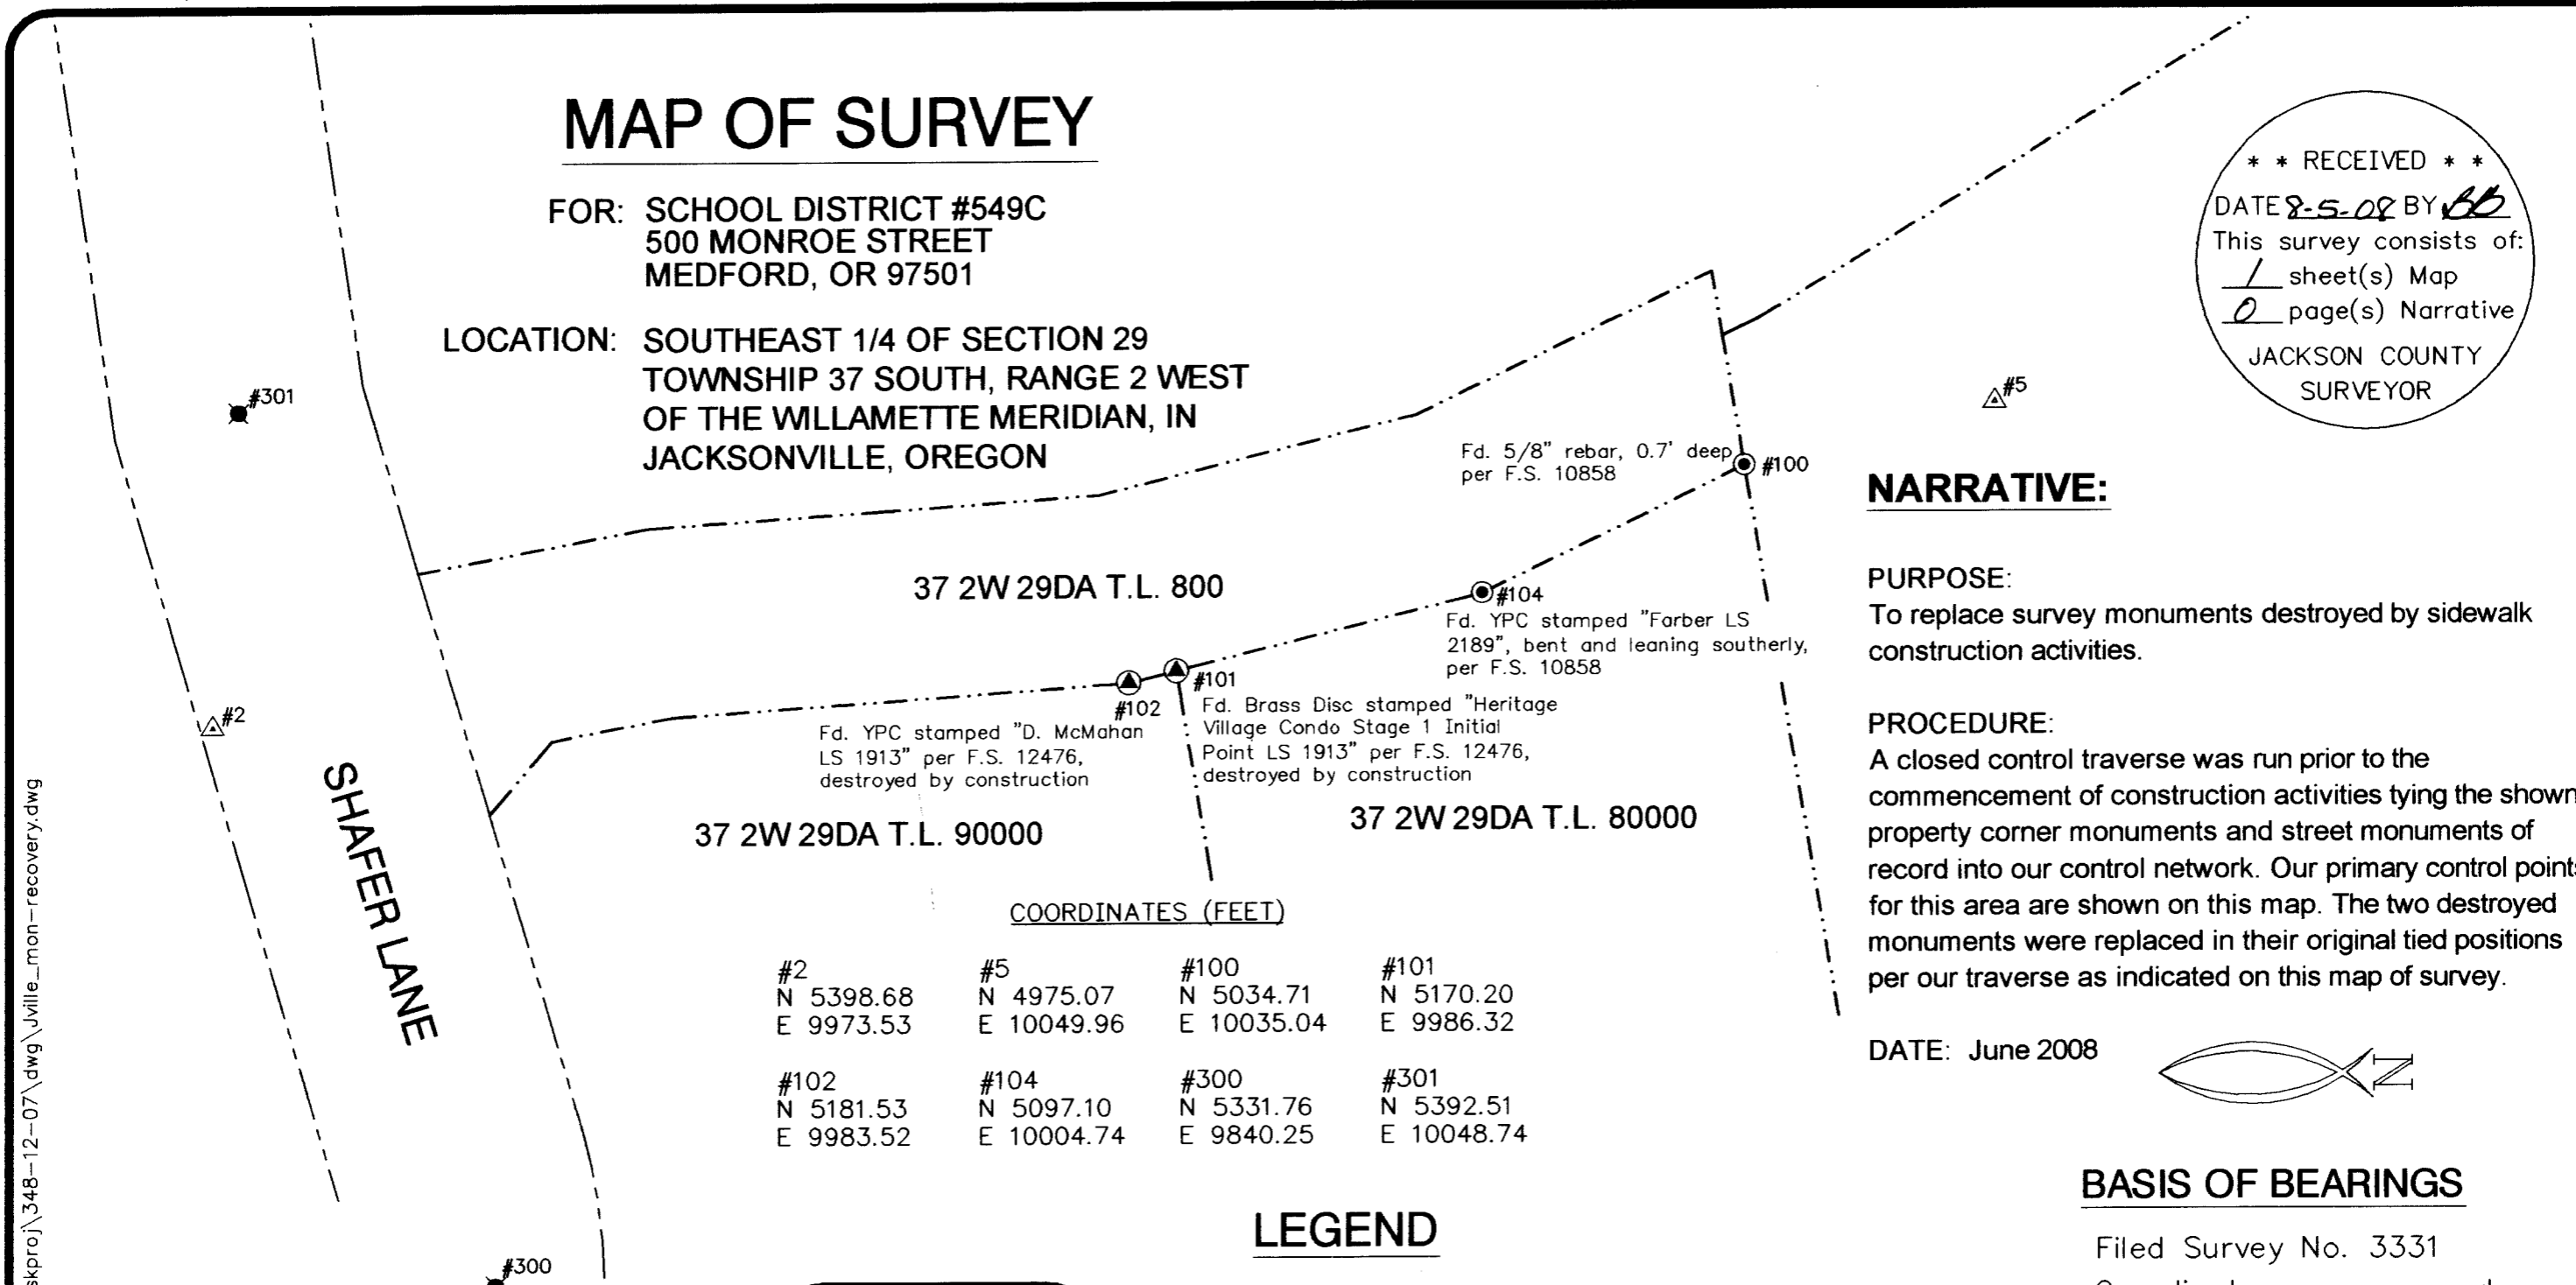 MAP OF SURVEY
FOR: SCHOOL DISTRICT #549C
500 MONROE STREET
MEDFORD, OR 97501
LOCATION: SOUTHEAST 1/4 OF SECTION 29
TOWNSHIP 37 SOUTH, RANGE 2 WEST
OF THE WILLAMETTE MERIDIAN, IN
JACKSONVILLE, OREGON
* * RECEIVED * *
DATE 8-5-08 BY
This survey consists of:
1 sheet(s) Map
0 page(s) Narrative
JACKSON COUNTY
SURVEYOR
#301
#5
Fd. 5/8" rebar, 0.7' deep
per F.S. 10858
#100
37 2W 29DA T.L. 800
#104
Fd. YPC stamped "Farber LS
2189", bent and leaning southerly,
per F.S. 10858
#101
Fd. Brass Disc stamped "Heritage
Village Condo Stage 1 Initial
Point LS 1913" per F.S. 12476,
destroyed by construction
#102
Fd. YPC stamped "D. McMahan
LS 1913" per F.S. 12476,
destroyed by construction
#2
SHAFER LANE
37 2W 29DA T.L. 90000
37 2W 29DA T.L. 80000
COORDINATES (FEET)
#2 #5 #100 #101
N 5398.68 N 4975.07 N 5034.71 N 5170.20
E 9973.53 E 10049.96 E 10035.04 E 9986.32
#102 #104 #300 #301
N 5181.53 N 5097.10 N 5331.76 N 5392.51
E 9983.52 E 10004.74 E 9840.25 E 10048.74
LEGEND
#300
NARRATIVE:
PURPOSE:
To replace survey monuments destroyed by sidewalk
construction activities.
PROCEDURE:
A closed control traverse was run prior to the
commencement of construction activities tying the shown
property corner monuments and street monuments of
record into our control network. Our primary control points
for this area are shown on this map. The two destroyed
monuments were replaced in their original tied positions
per our traverse as indicated on this map of survey.
DATE: June 2008
N
BASIS OF BEARINGS
Filed Survey No. 3331
skproj\348-12-07\dwg\Jville_mon-recovery.dwg